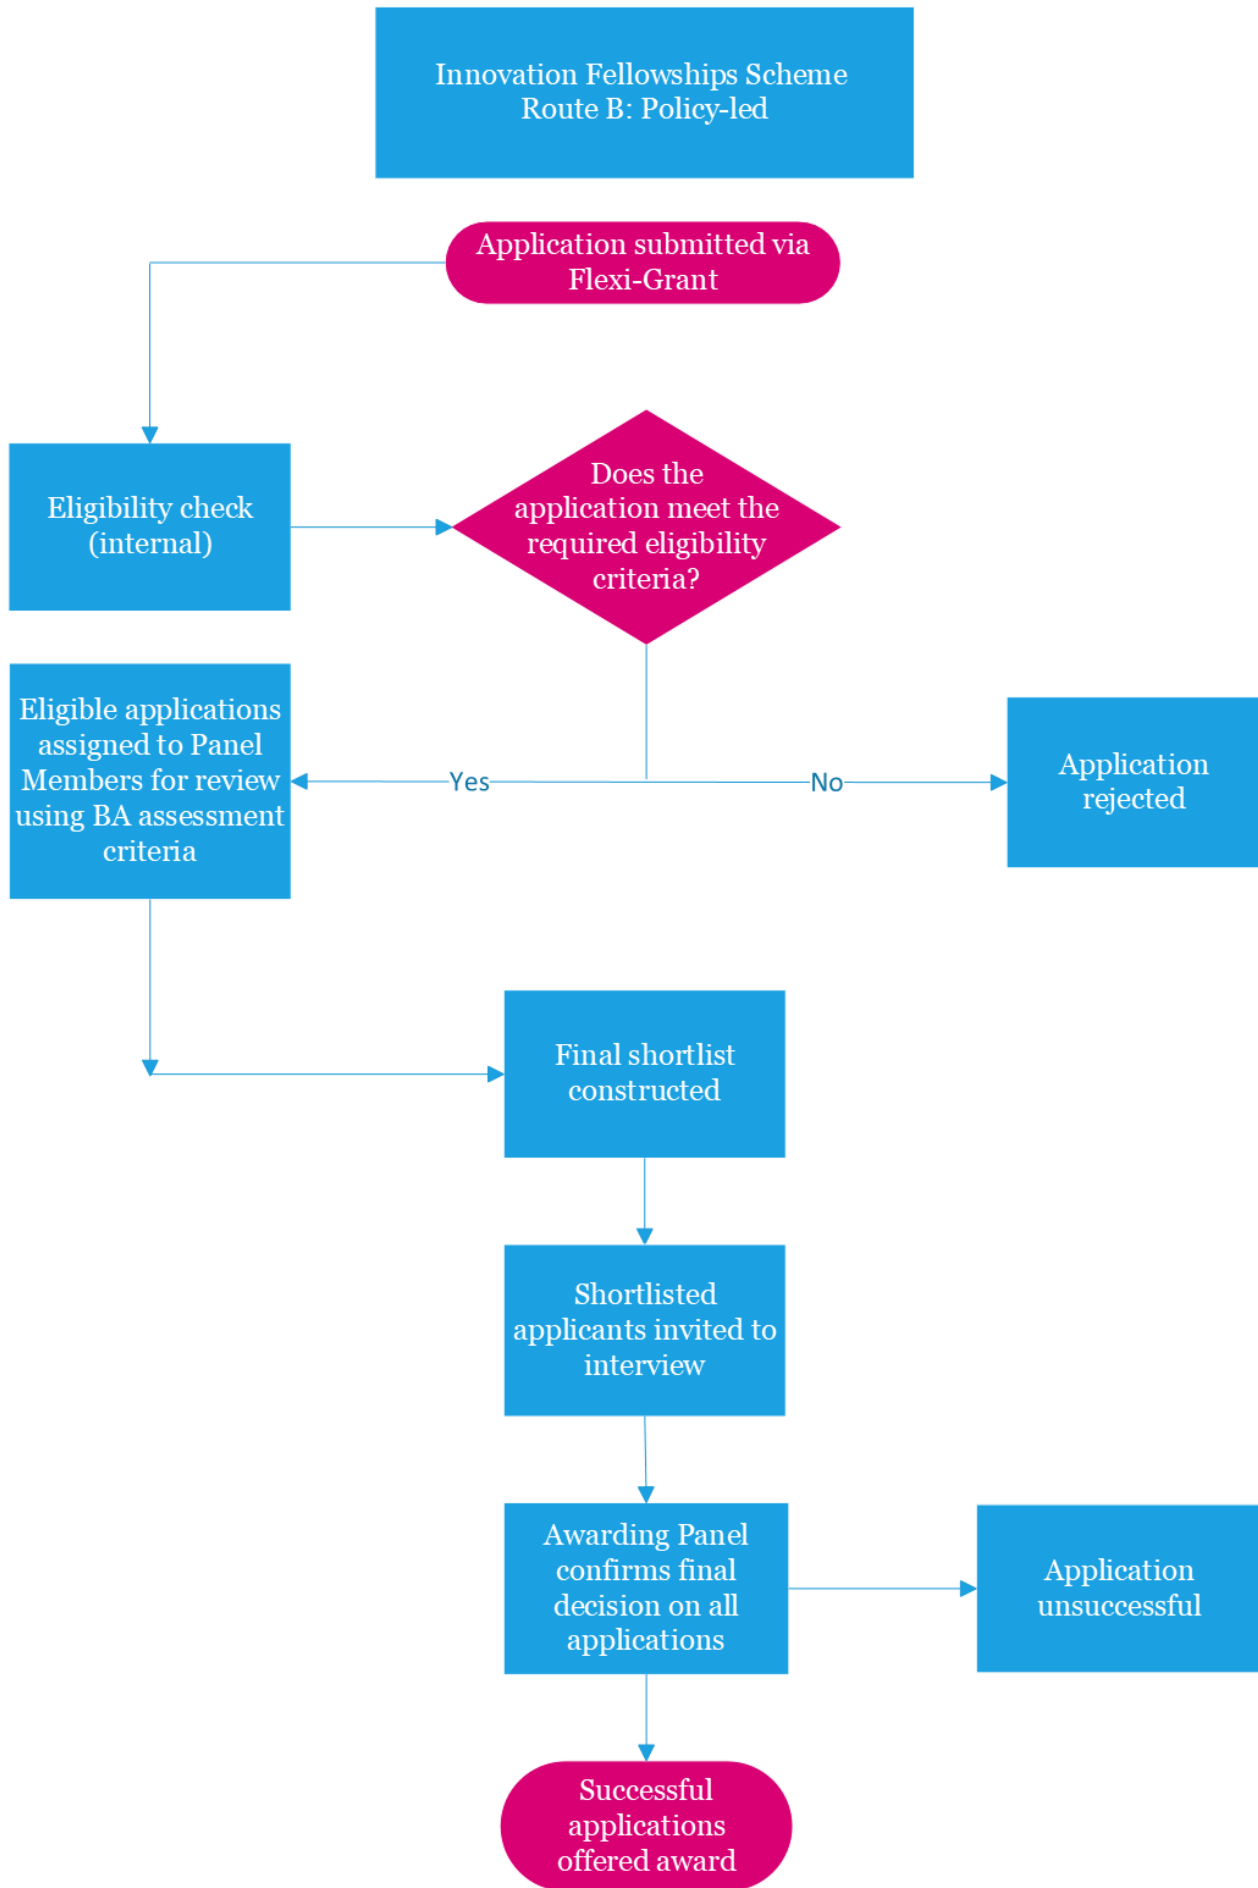 Innovation Fellowships Scheme
Route B: Policy-led
Application submitted via
Flexi-Grant
Eligibility check
(internal)
Does the
application meet the
required eligibility
criteria?
Eligible applications
assigned to Panel
Members for review
using BA assessment
criteria
Yes
No
Application
rejected
Final shortlist
constructed
Shortlisted
applicants invited to
interview
Awarding Panel
confirms final
decision on all
applications
Application
unsuccessful
Successful
applications
offered award